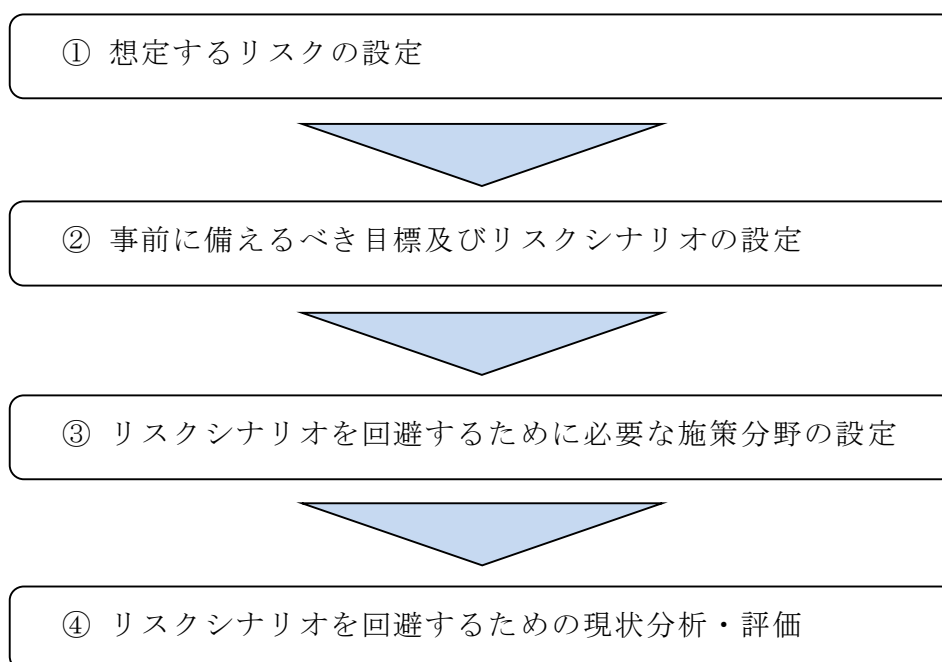 ① 想定するリスクの設定
② 事前に備えるべき目標及びリスクシナリオの設定
③ リスクシナリオを回避するために必要な施策分野の設定
④ リスクシナリオを回避するための現状分析・評価